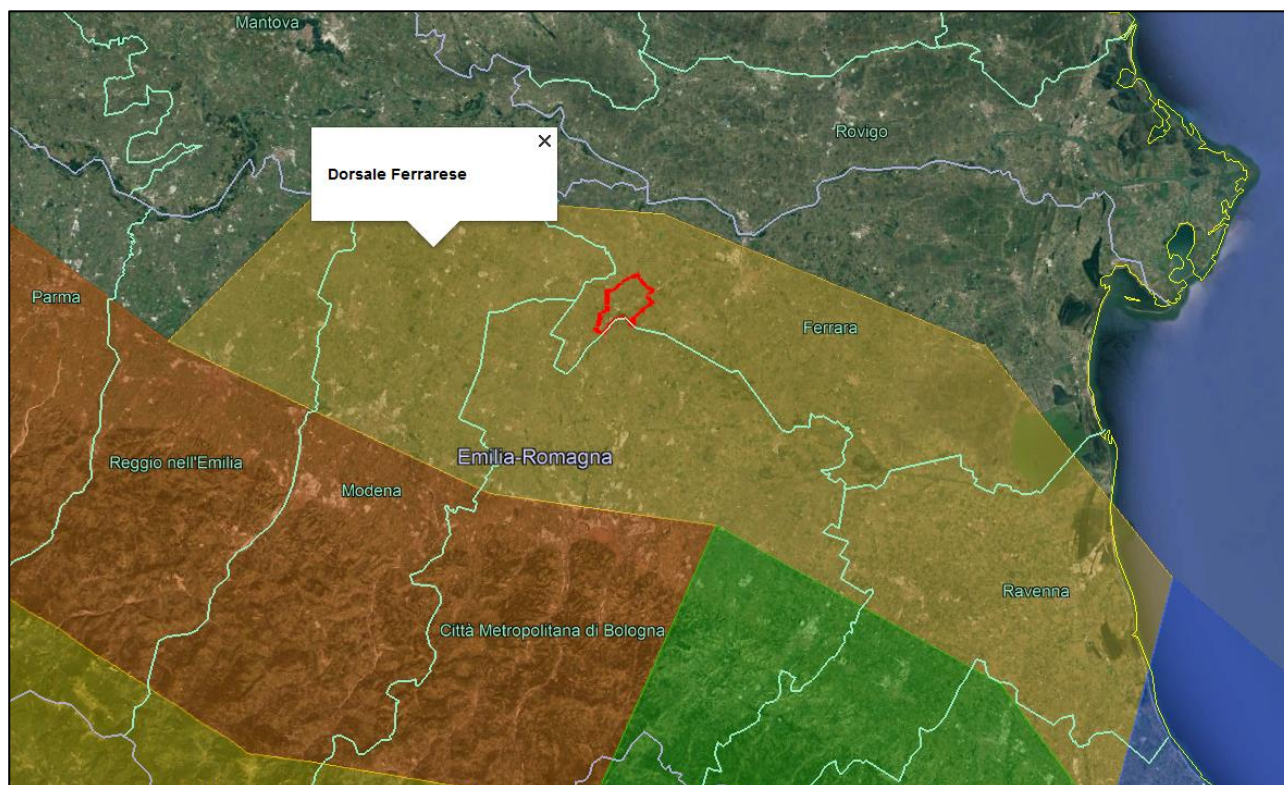 Mantova
Rovigo
×
Dorsale Ferrarese
Parma
Ferrara
Emilia-Romagna
Reggio nell'Emilia
Modena
Ravenna
Città Metropolitana di Bologna